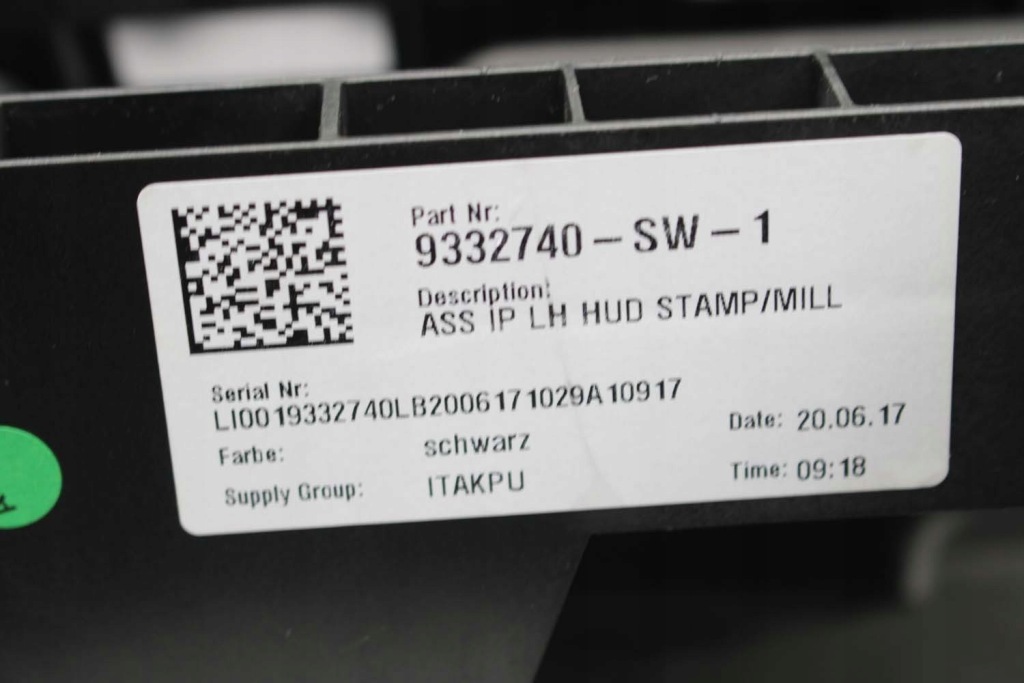 Part Nr:
9332740-SW-1
Description:
ASS IP LH HUD STAMP/MILL
Serial Nr:
LI0019332740LB2006171029A10917
Farbe: schwarz
Date: 20.06.17
Supply Group: ITAKPU
Time: 09:18